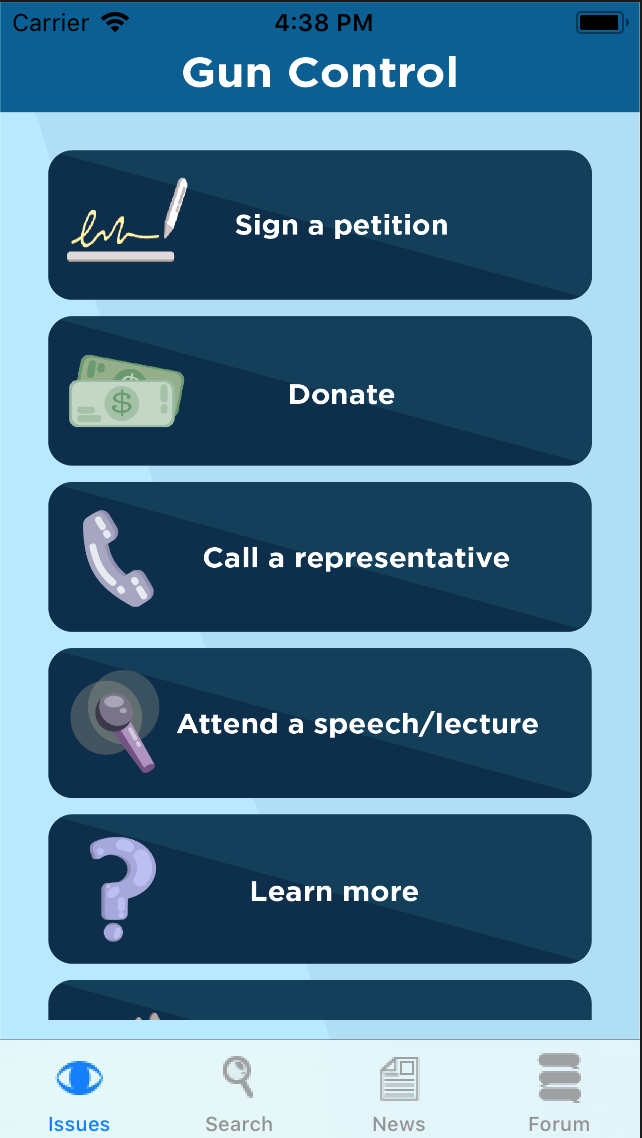 Carrier 4:38 PM
Gun Control
Sign a petition
$ $
Donate
Call a representative
Attend a speech/lecture
Learn more
Issues Search News Forum